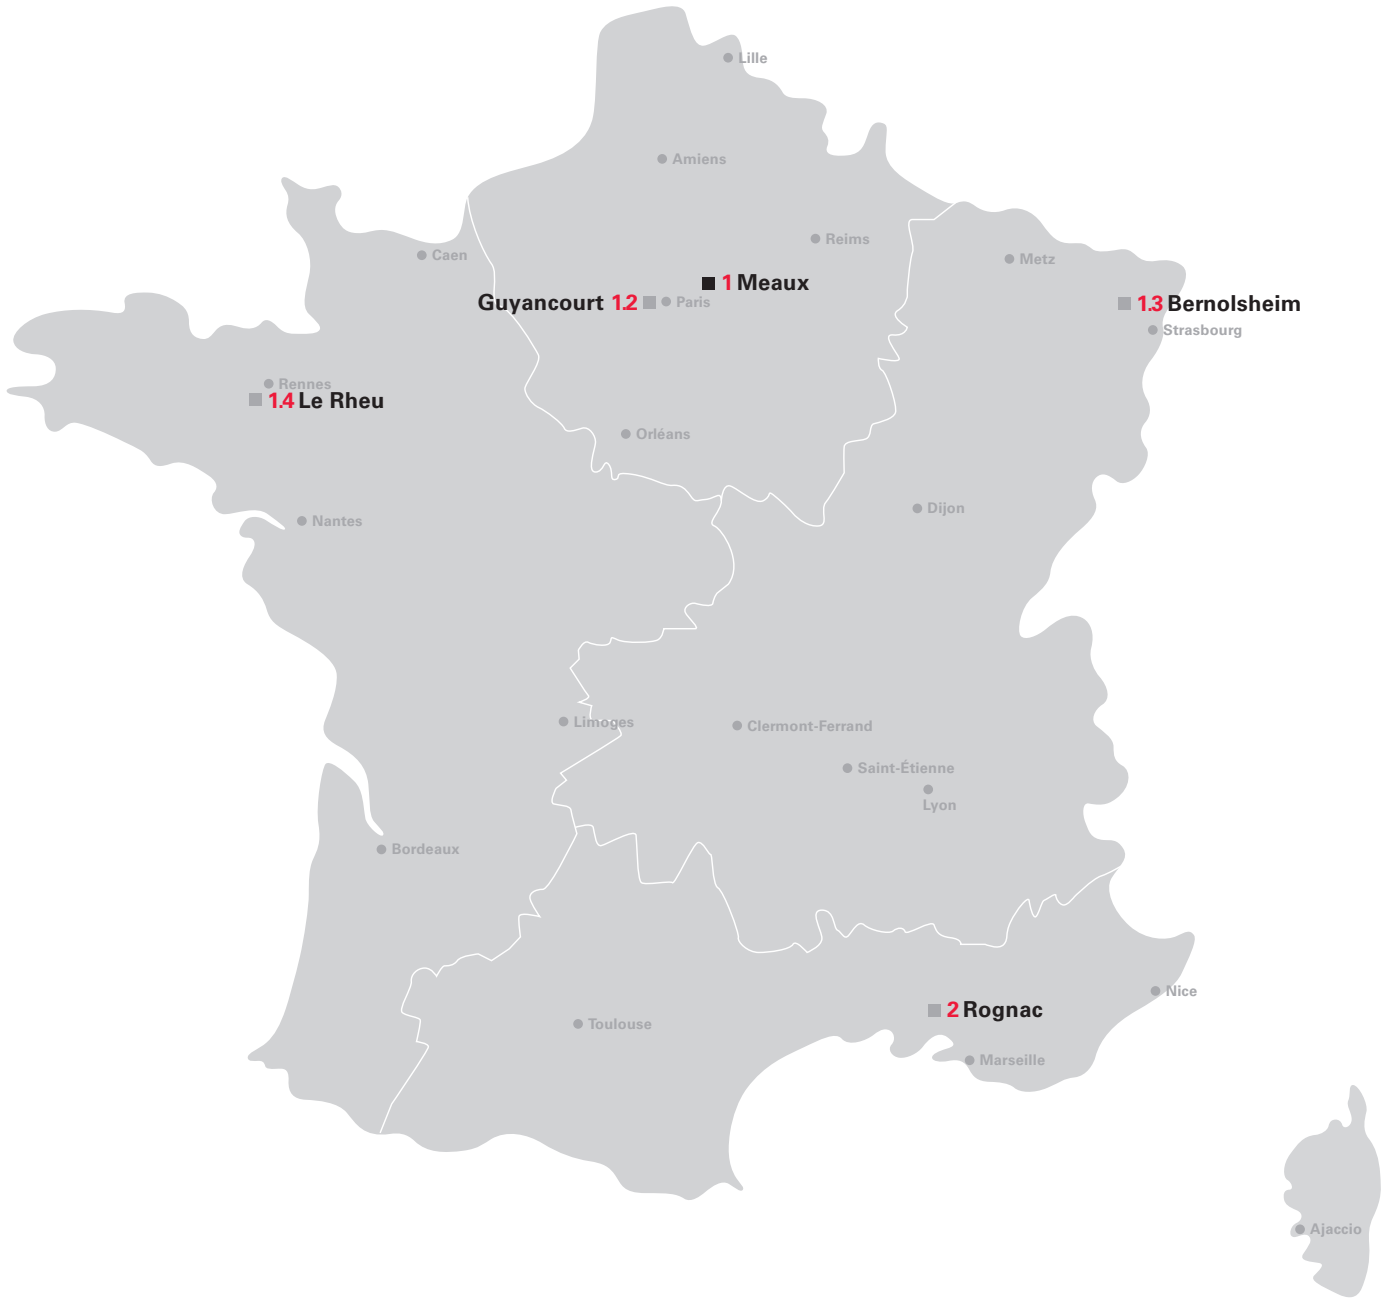 Lille
Amiens
Reims
Caen
Metz
1 Meaux
Guyancourt 1.2
Paris
1.3 Bernolsheim
Strasbourg
Rennes
1.4 Le Rheu
Orléans
Dijon
Nantes
Limoges
Clermont-Ferrand
Saint-Étienne
Lyon
Bordeaux
Nice
2 Rognac
Toulouse
Marseille
Ajaccio